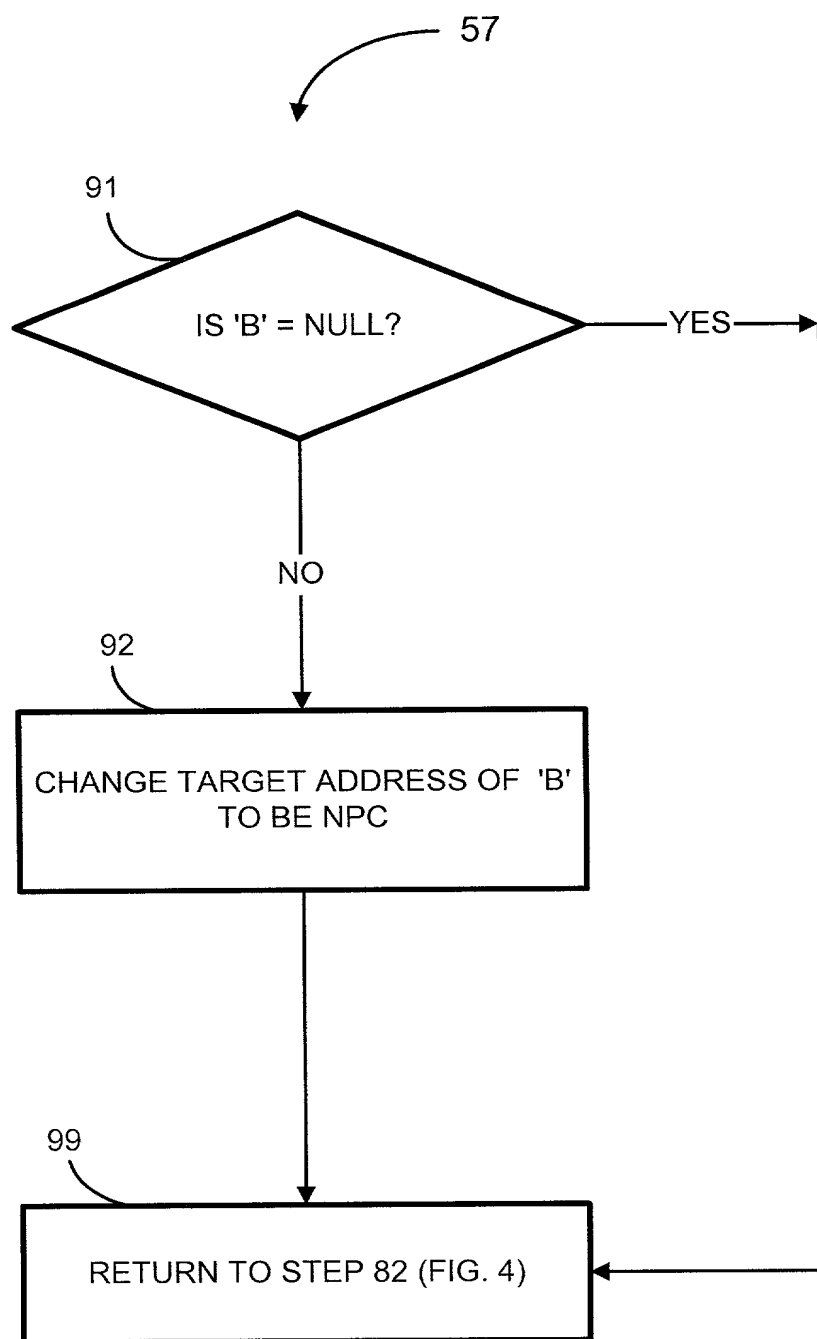 57
91
IS 'B' = NULL?
YES
NO
92
CHANGE TARGET ADDRESS OF 'B'
TO BE NPC
99
RETURN TO STEP 82 (FIG. 4)